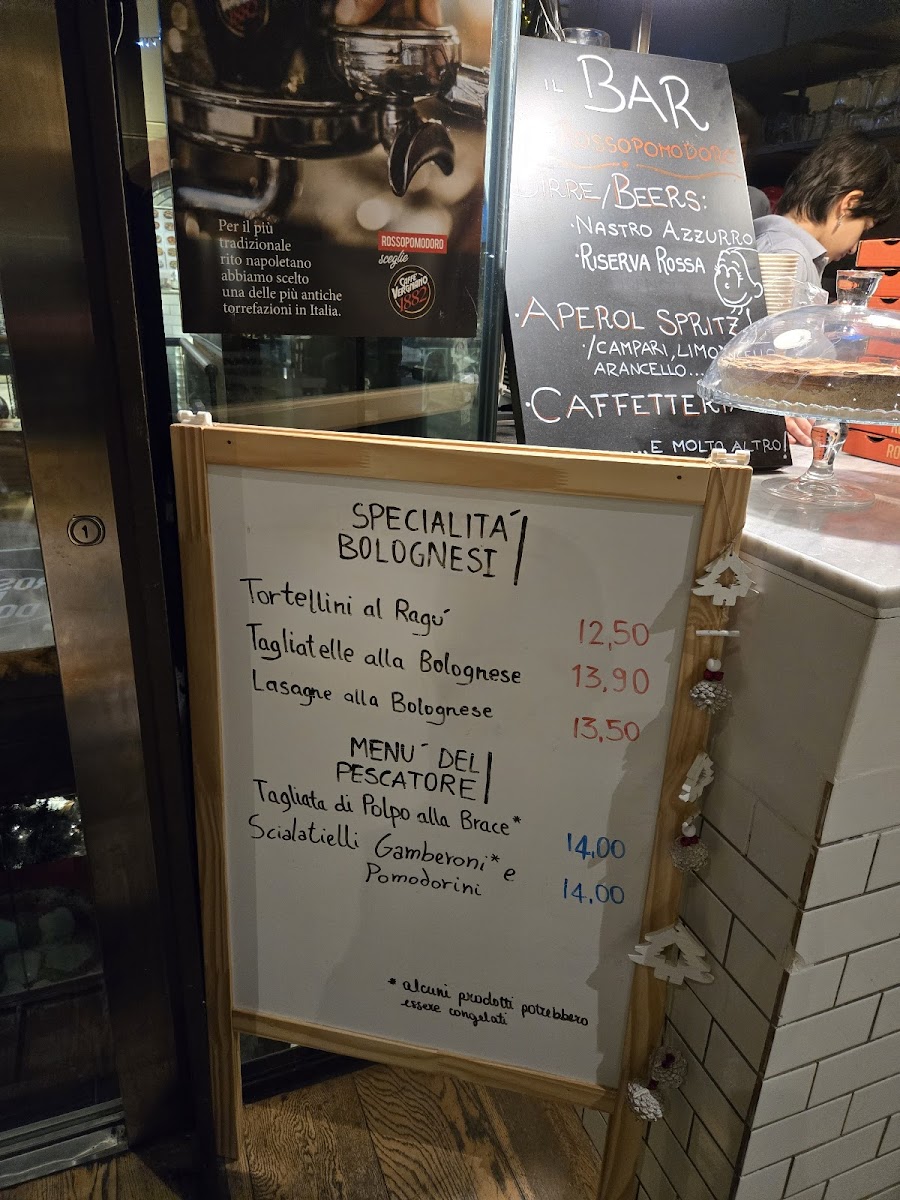 Per il più
tradizionale
rito napoletano
abbiamo scelto
una delle più antiche
torrefazioni in Italia.
ROSSOPOMODORO
sceglie
CAFFÈ
VERGNANO
1882
IL BAR
ROSSOPOMODORO
BIRRE/BEERS:
·NASTRO AZZURRO
·RISERVA ROSSA
·APEROL SPRITZ
·/CAMPARI, LIMONCELLO
ARANCELLO...
·CAFFETTERIA
...E MOLTO ALTRO!
SPECIALITÁ
BOLOGNESI
Tortellini al Ragú 12,50
Tagliatelle alla Bolognese 13,90
Lasagne alla Bolognese 13,50
MENU´ DEL
PESCATORE
Tagliata di Polpo alla Brace* 14,00
Scialatielli Gamberoni* e
Pomodorini 14,00
* alcuni prodotti potrebbero
essere congelati
1